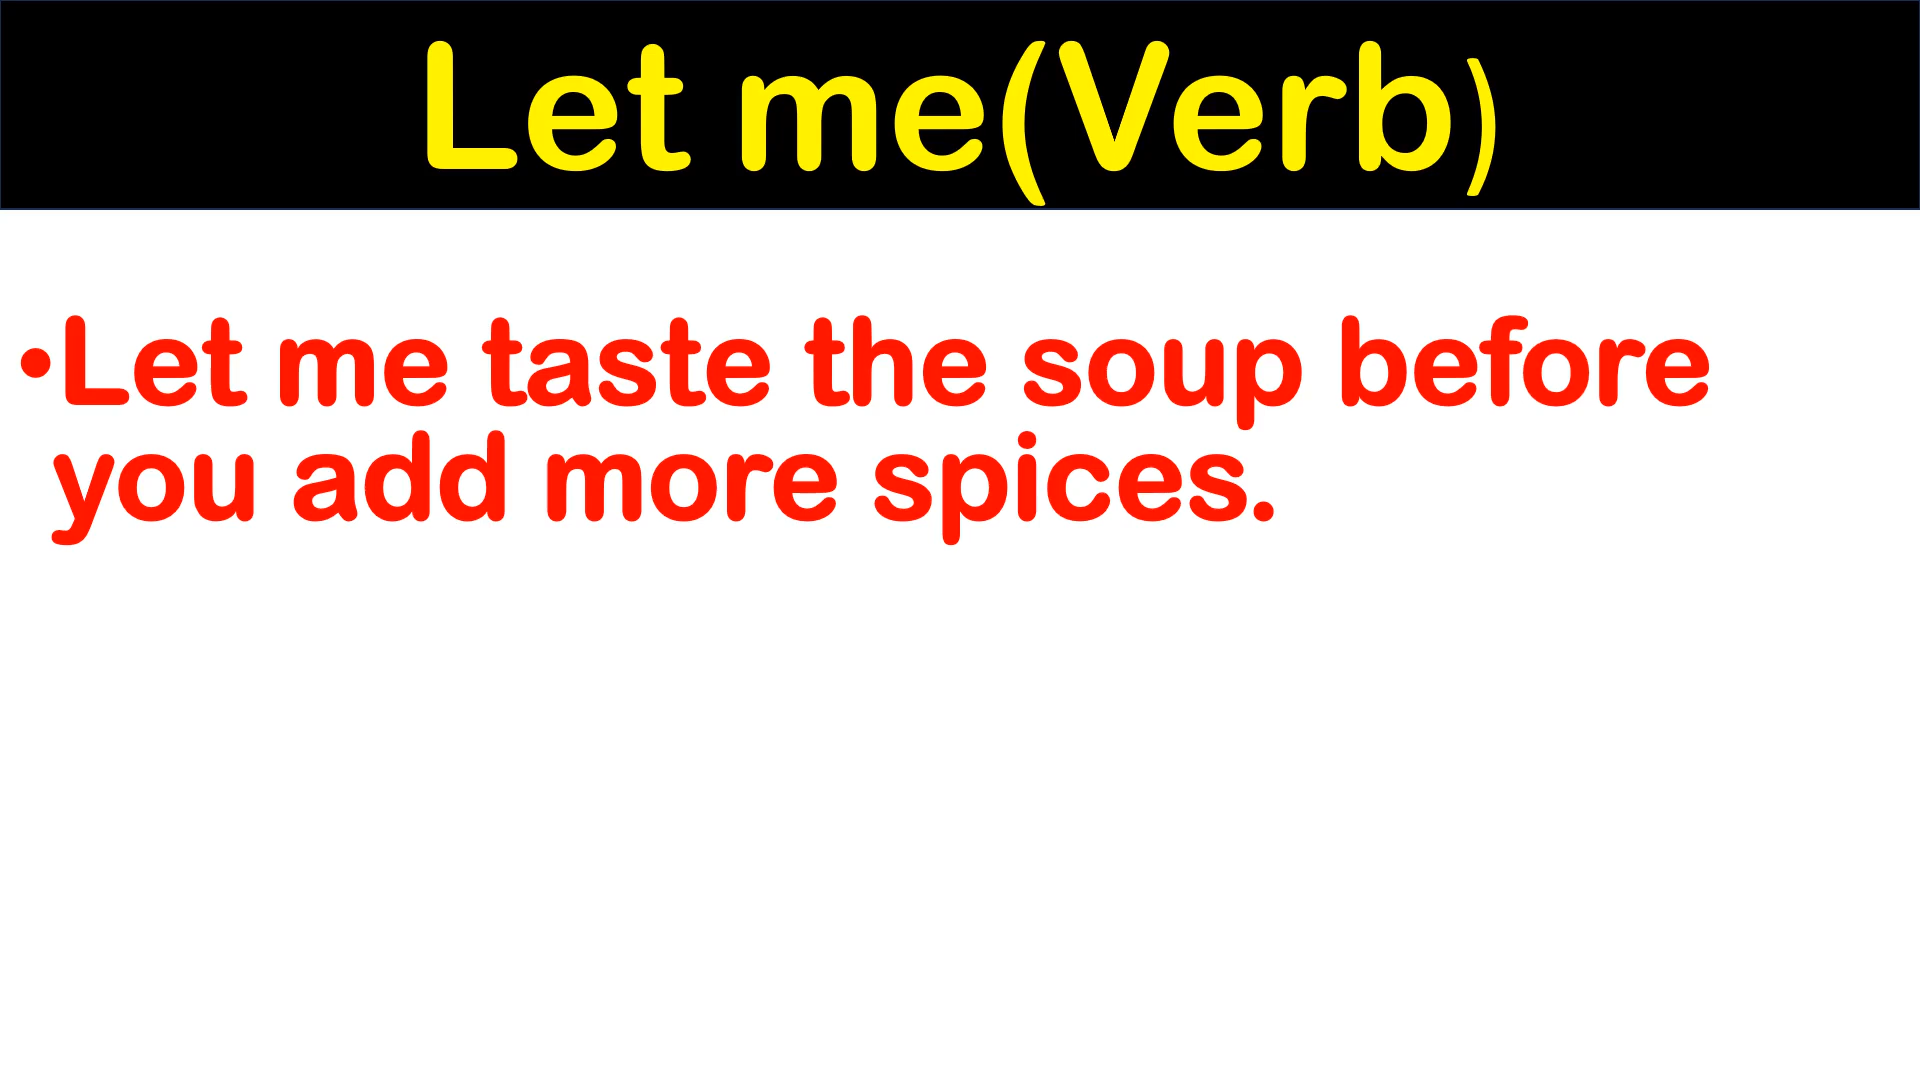 Let me(Verb)
•Let me taste the soup before
you add more spices.